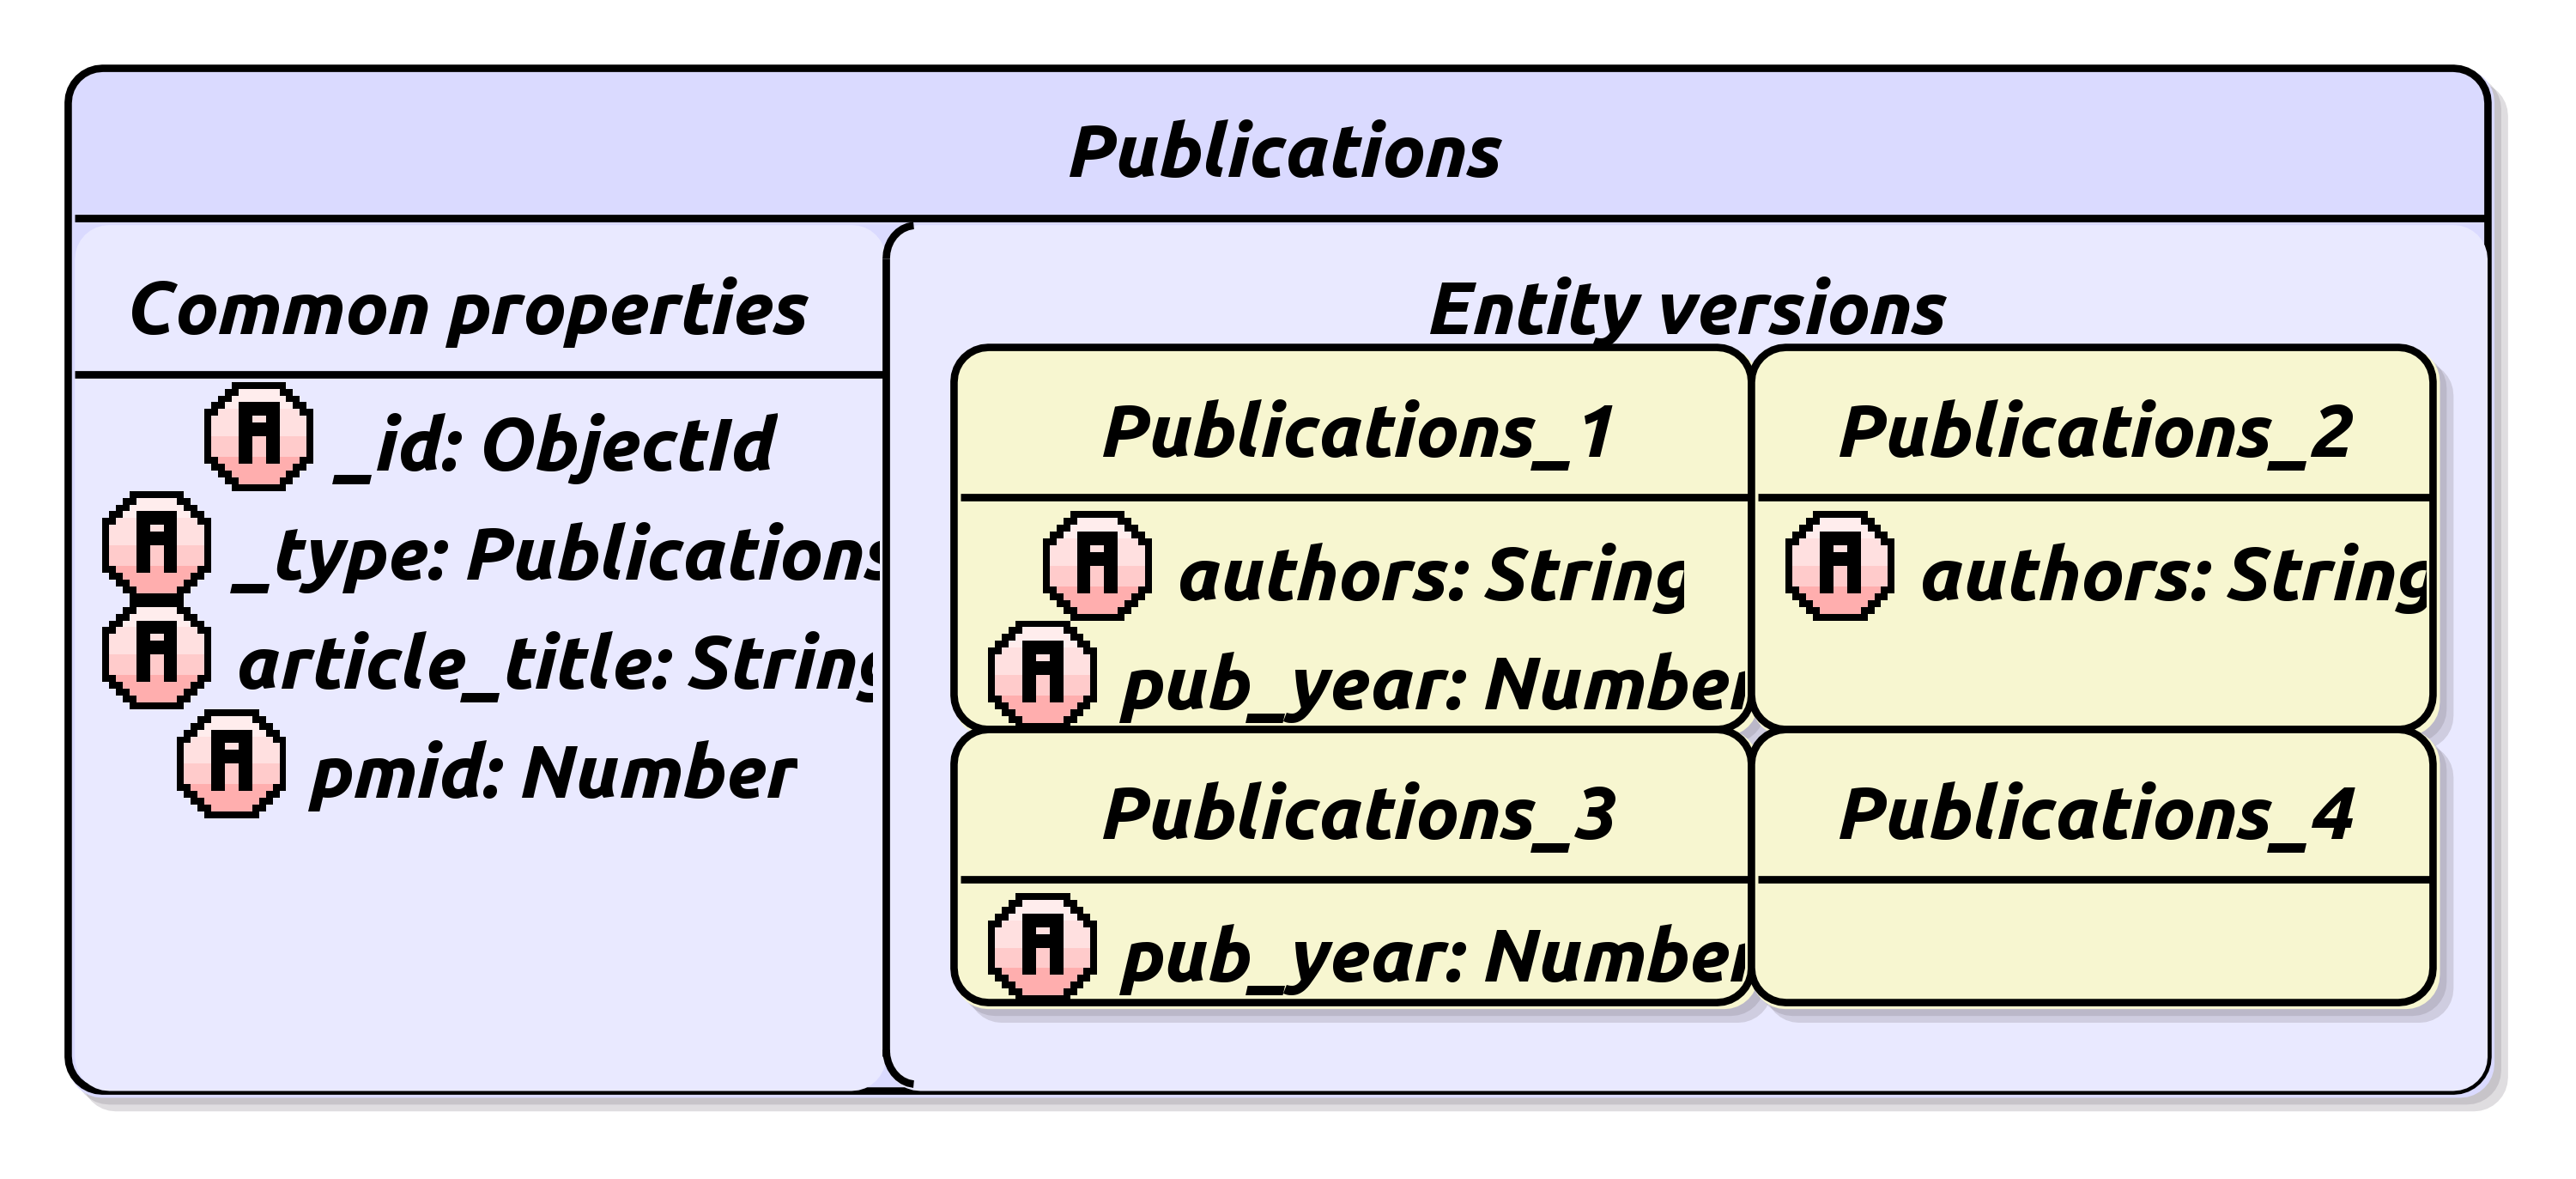 Publications
Common properties
A _id: ObjectId
A _type: Publications
A article_title: String
A pmid: Number
Entity versions
Publications_1
A authors: String
A pub_year: Number
Publications_2
A authors: String
Publications_3
A pub_year: Number
Publications_4